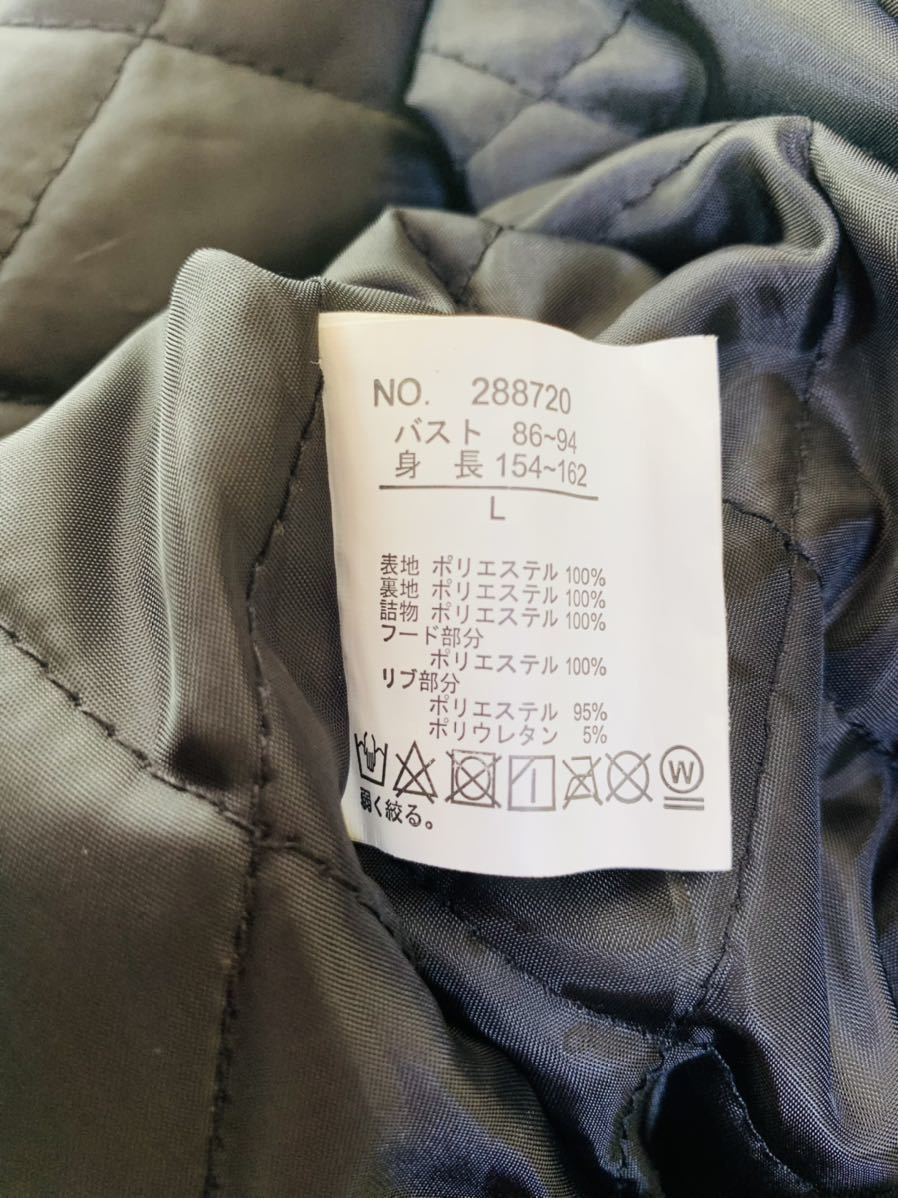 NO. 288720
バスト 86~94
身 長 154~162
L
表地 ポリエステル 100%
裏地 ポリエステル 100%
詰物 ポリエステル 100%
フード部分
ポリエステル 100%
リブ部分
ポリエステル 95%
ポリウレタン 5%
W
弱く絞る。